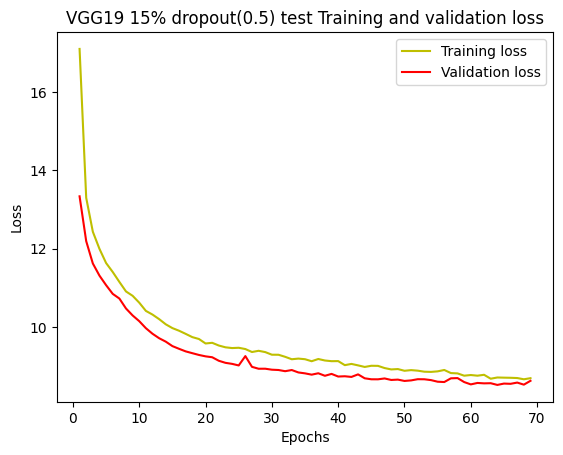 VGG19 15% dropout(0.5) test Training and validation loss
Training loss
Validation loss
16
14
12
10
Loss
0 10 20 30 40 50 60 70
Epochs